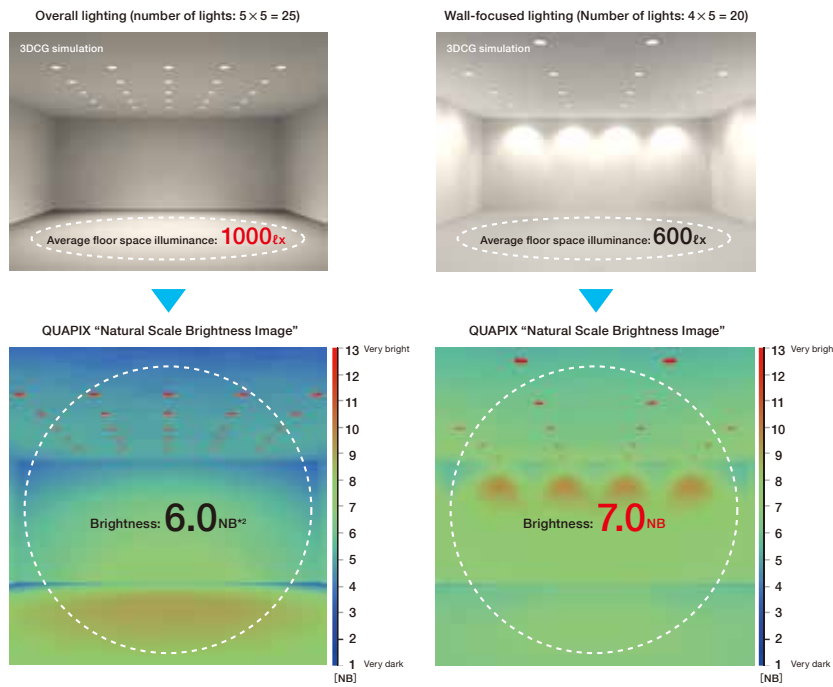 Overall lighting (number of lights: 5×5 = 25)
3DCG simulation
Average floor space illuminance: 1000ℓx
QUAPIX “Natural Scale Brightness Image”
Brightness: 6.0 NB*2
13 Very bright
12
11
10
9
8
7
6
5
4
3
2
1 Very dark
[NB]
Wall-focused lighting (Number of lights: 4×5 = 20)
3DCG simulation
Average floor space illuminance: 600ℓx
QUAPIX “Natural Scale Brightness Image”
Brightness: 7.0 NB
13 Very brigh
12
11
10
9
8
7
6
5
4
3
2
1 Very dark
[NB]